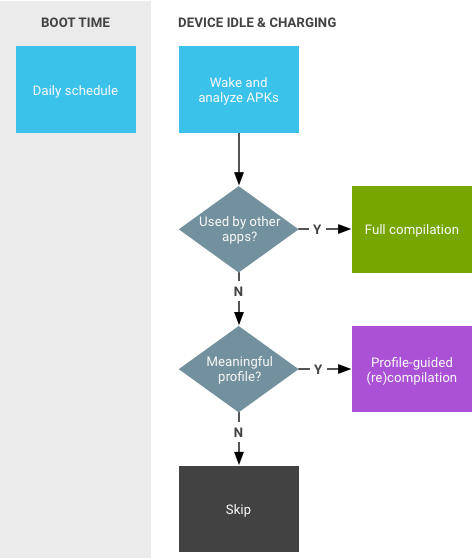 BOOT TIME
DEVICE IDLE & CHARGING
Daily schedule
Wake and
analyze APKs
Used by other
apps?
Y
Full compilation
N
Meaningful
profile?
Y
Profile-guided
(re)compilation
N
Skip